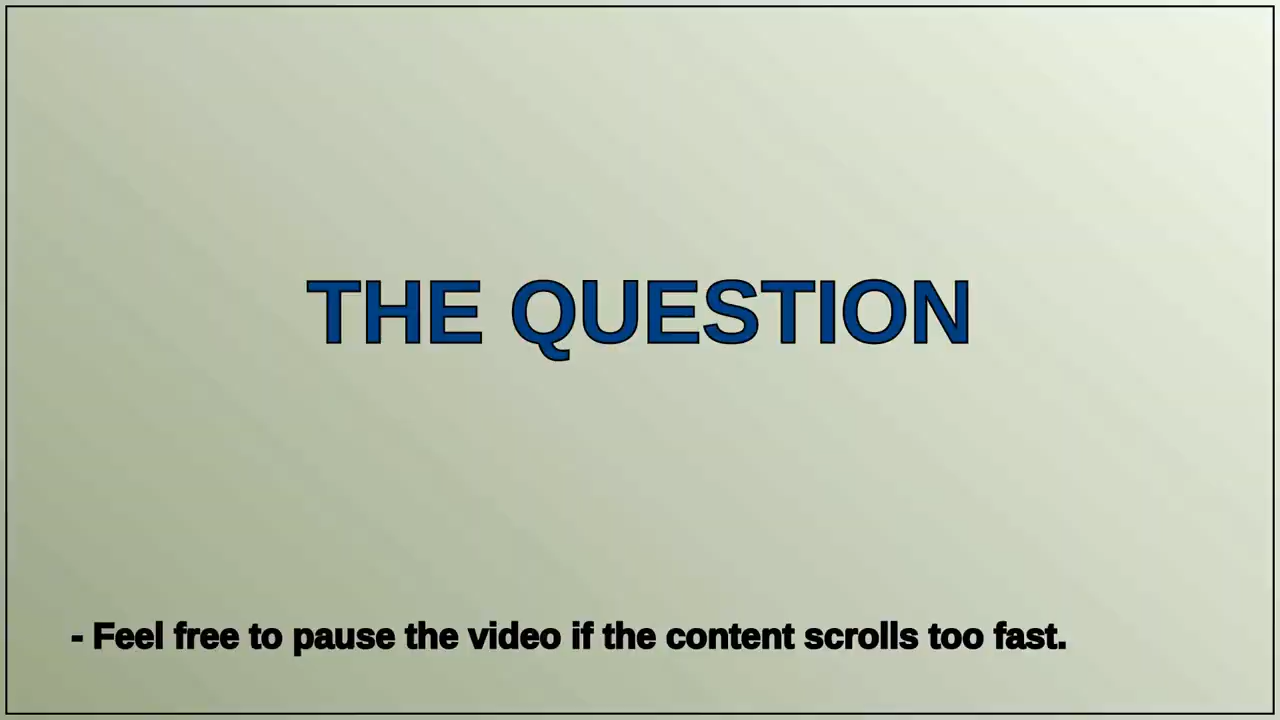 THE QUESTION
- Feel free to pause the video if the content scrolls too fast.